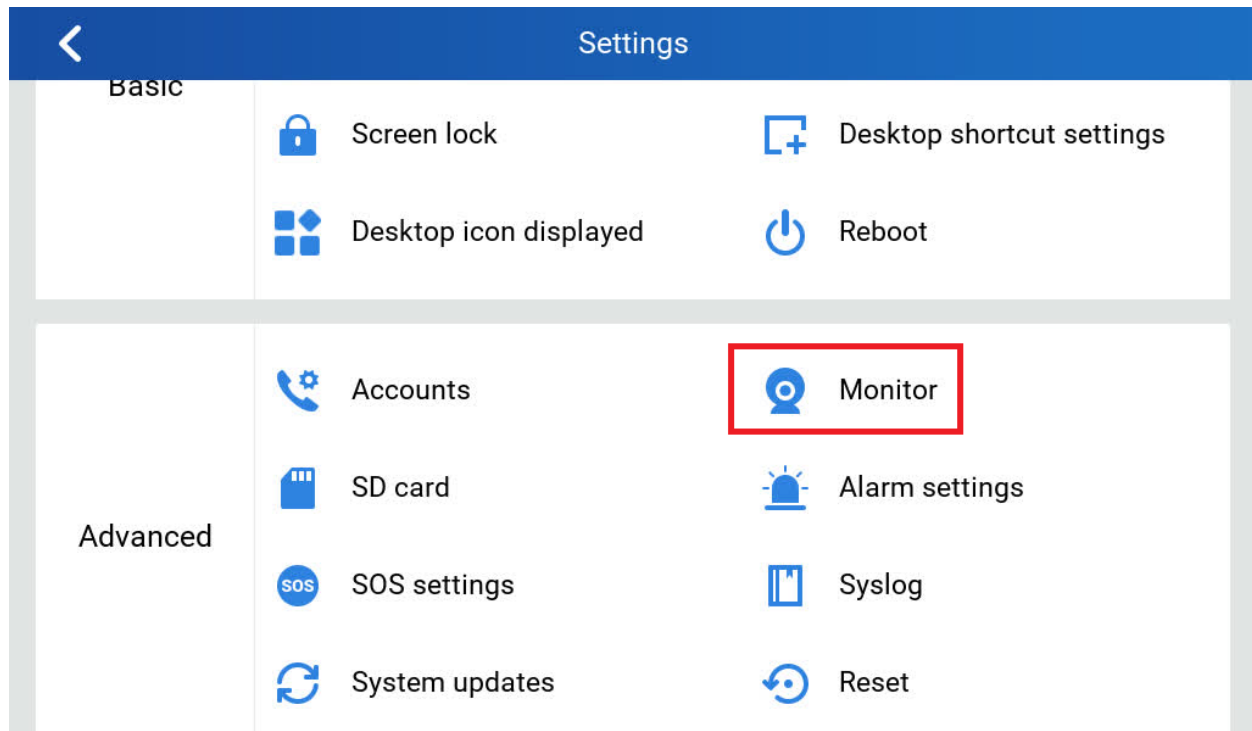 Settings
Basic
Screen lock
Desktop shortcut settings
Desktop icon displayed
Reboot
Accounts
Monitor
SD card
Alarm settings
Advanced
SOS
SOS settings
Syslog
System updates
Reset